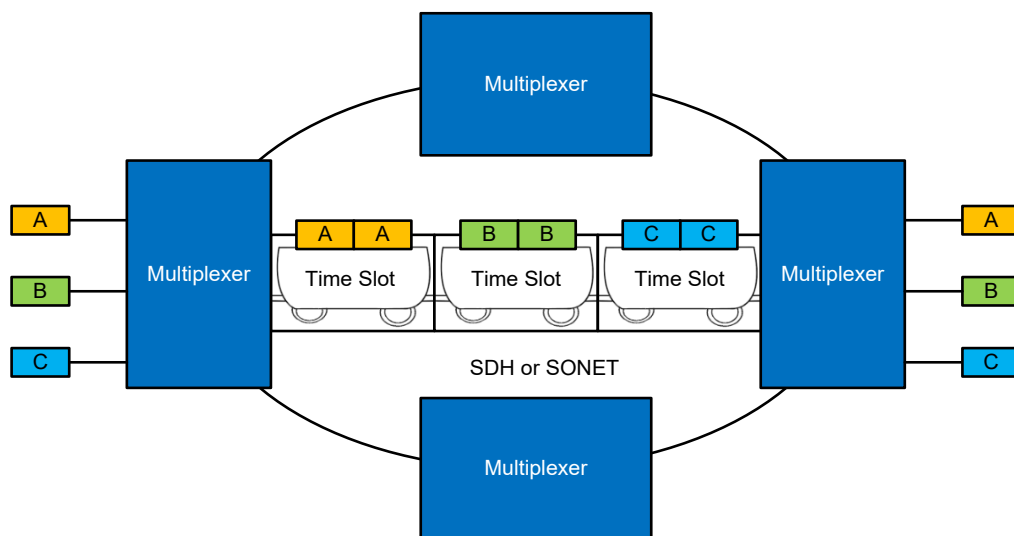 Multiplexer
A
B
C
Multiplexer
A A
B B
C C
Time Slot
Time Slot
Time Slot
Multiplexer
A
B
C
SDH or SONET
Multiplexer